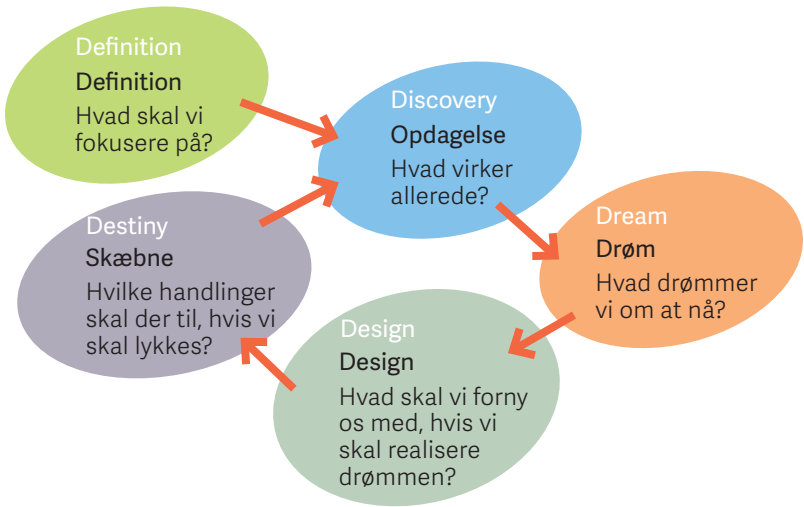 Definition
Definition
Hvad skal vi
fokusere på?
Discovery
Opdagelse
Hvad virker
allerede?
Dream
Drøm
Hvad drømmer
vi om at nå?
Design
Design
Hvad skal vi forny
os med, hvis vi
skal realisere
drømmen?
Destiny
Skæbne
Hvilke handlinger
skal der til, hvis vi
skal lykkes?